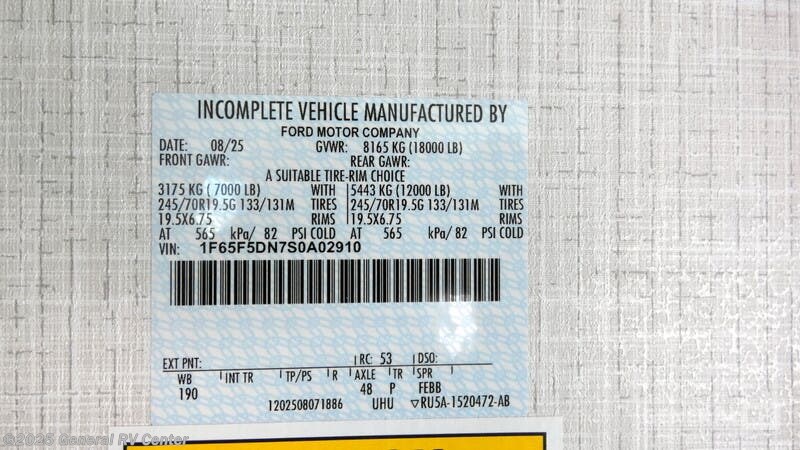 INCOMPLETE VEHICLE MANUFACTURED BY
FORD MOTOR COMPANY
DATE: 08/25 GVWR: 8165 KG (18000 LB)
FRONT GAWR: REAR GAWR:
A SUITABLE TIRE-RIM CHOICE
3175 KG ( 7000 LB) WITH 5443 KG (12000 LB) WITH
245/70R19.5G 133/131M TIRES 245/70R19.5G 133/131M TIRES
19.5X6.75 RIMS 19.5X6.75 RIMS
AT 565 kPa/ 82 PSI COLD AT 565 kPa/ 82 PSI COLD
VIN: 1F65F5DN7S0A02910
EXT PNT: RC: 53 DSO:
WB INT TR TP/PS R AXLE TR SPR
190 48 P FEBB
1202508071886 UHU ▽RU5A-1520472-AB
©2025 General RV Center